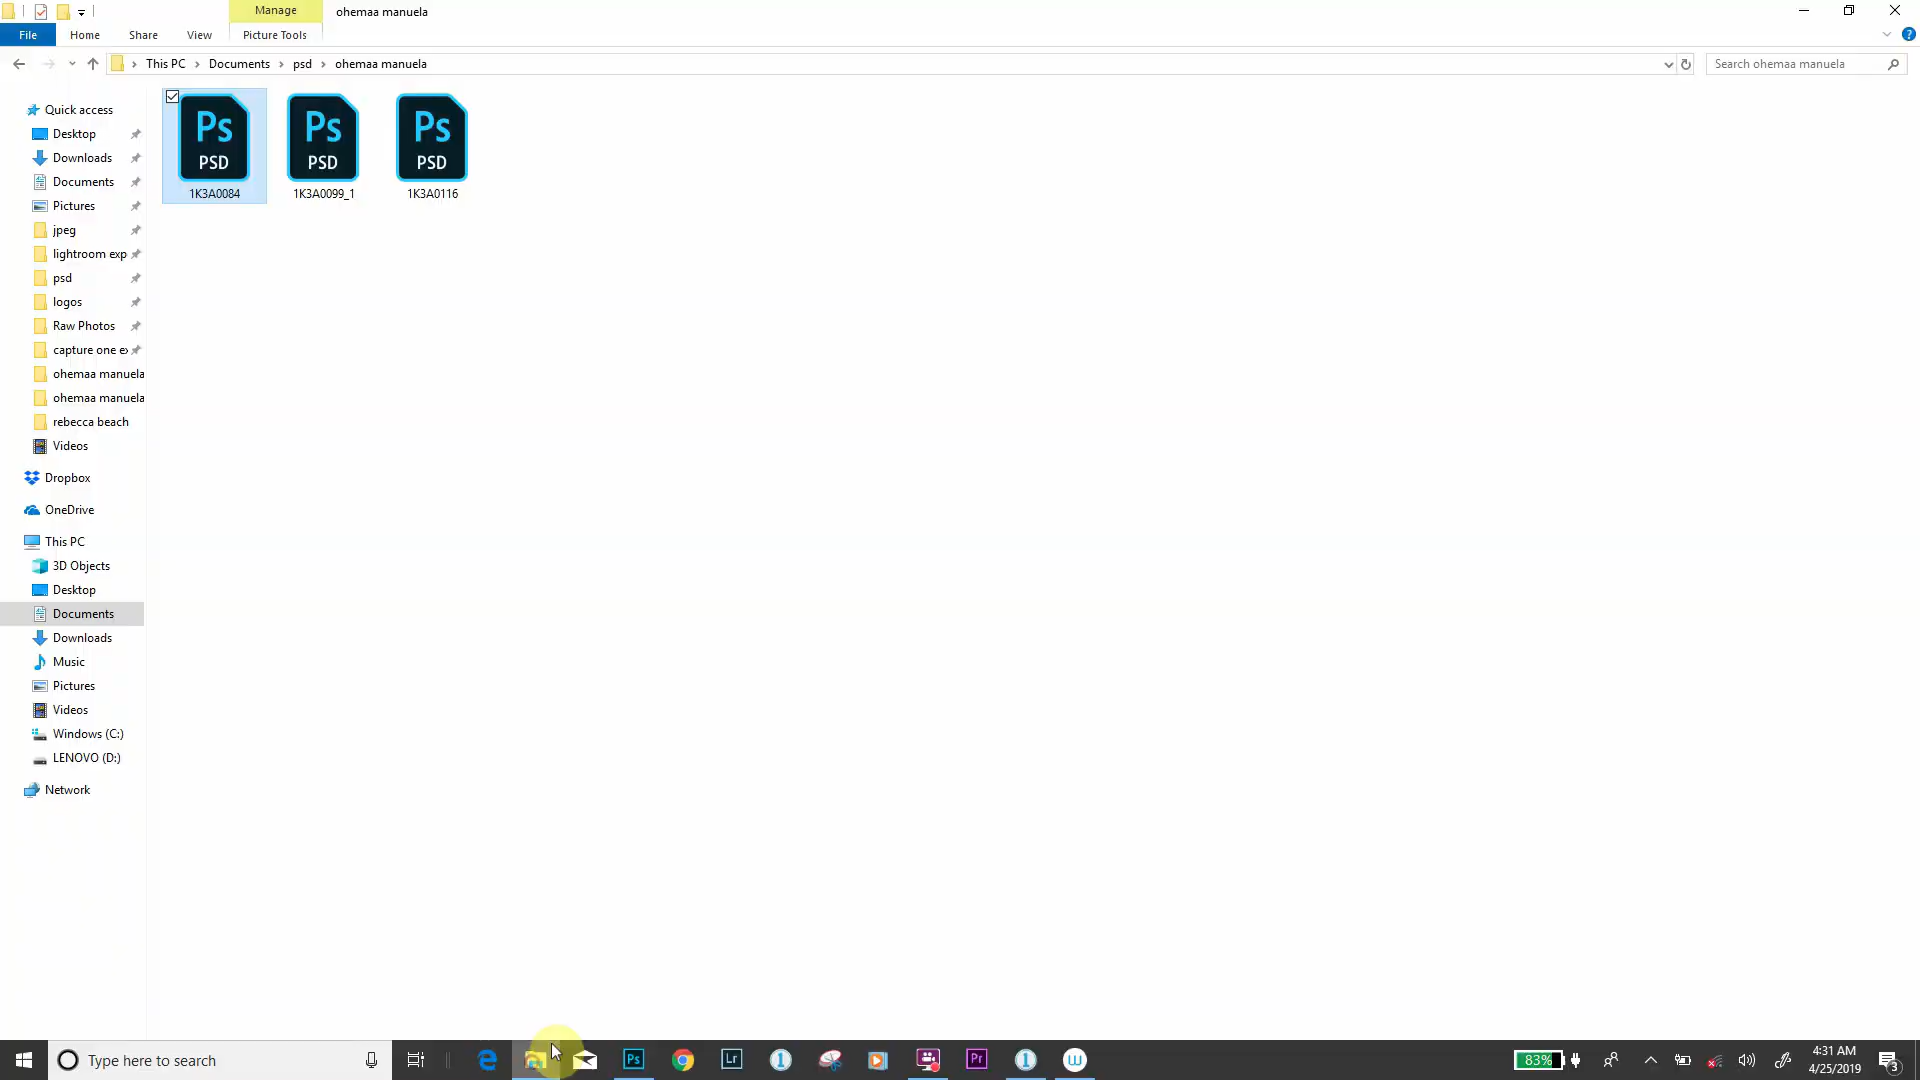 Manage
ohemaa manuela
File
Home
Share
View
Picture Tools
This PC
Documents
psd
ohemaa manuela
Search ohemaa manuela
Quick access
Desktop
Downloads
Documents
Pictures
jpeg
lightroom exp
psd
logos
Raw Photos
capture one ex
ohemaa manuela
ohemaa manuela
rebecca beach
Videos
Dropbox
OneDrive
This PC
3D Objects
Desktop
Documents
Downloads
Music
Pictures
Videos
Windows (C:)
LENOVO (D:)
Network
Ps
PSD
1K3A0084
Ps
PSD
1K3A0099_1
Ps
PSD
1K3A0116
Type here to search
Ps
Lr
1
Pr
1
W
83%
4:31 AM
4/25/2019
3